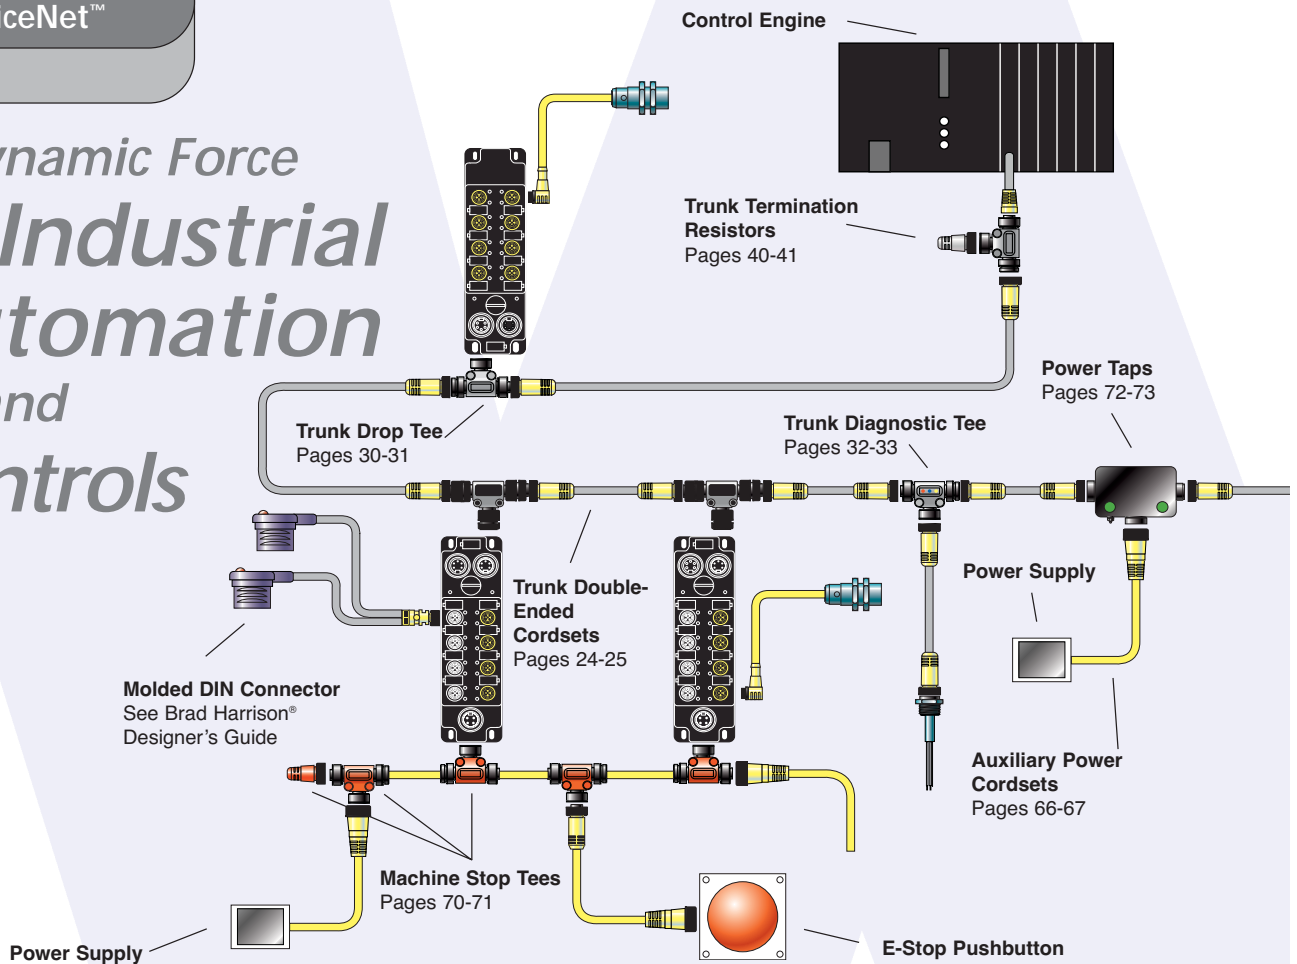 iceNet™
Control Engine
ynamic Force
Industrial
utomation
and
ntrols
Trunk Termination
Resistors
Pages 40-41
Power Taps
Pages 72-73
Trunk Drop Tee
Pages 30-31
Trunk Diagnostic Tee
Pages 32-33
Trunk Double-
Ended
Cordsets
Pages 24-25
Power Supply
Molded DIN Connector
See Brad Harrison®
Designer's Guide
Auxiliary Power
Cordsets
Pages 66-67
Machine Stop Tees
Pages 70-71
Power Supply
E-Stop Pushbutton